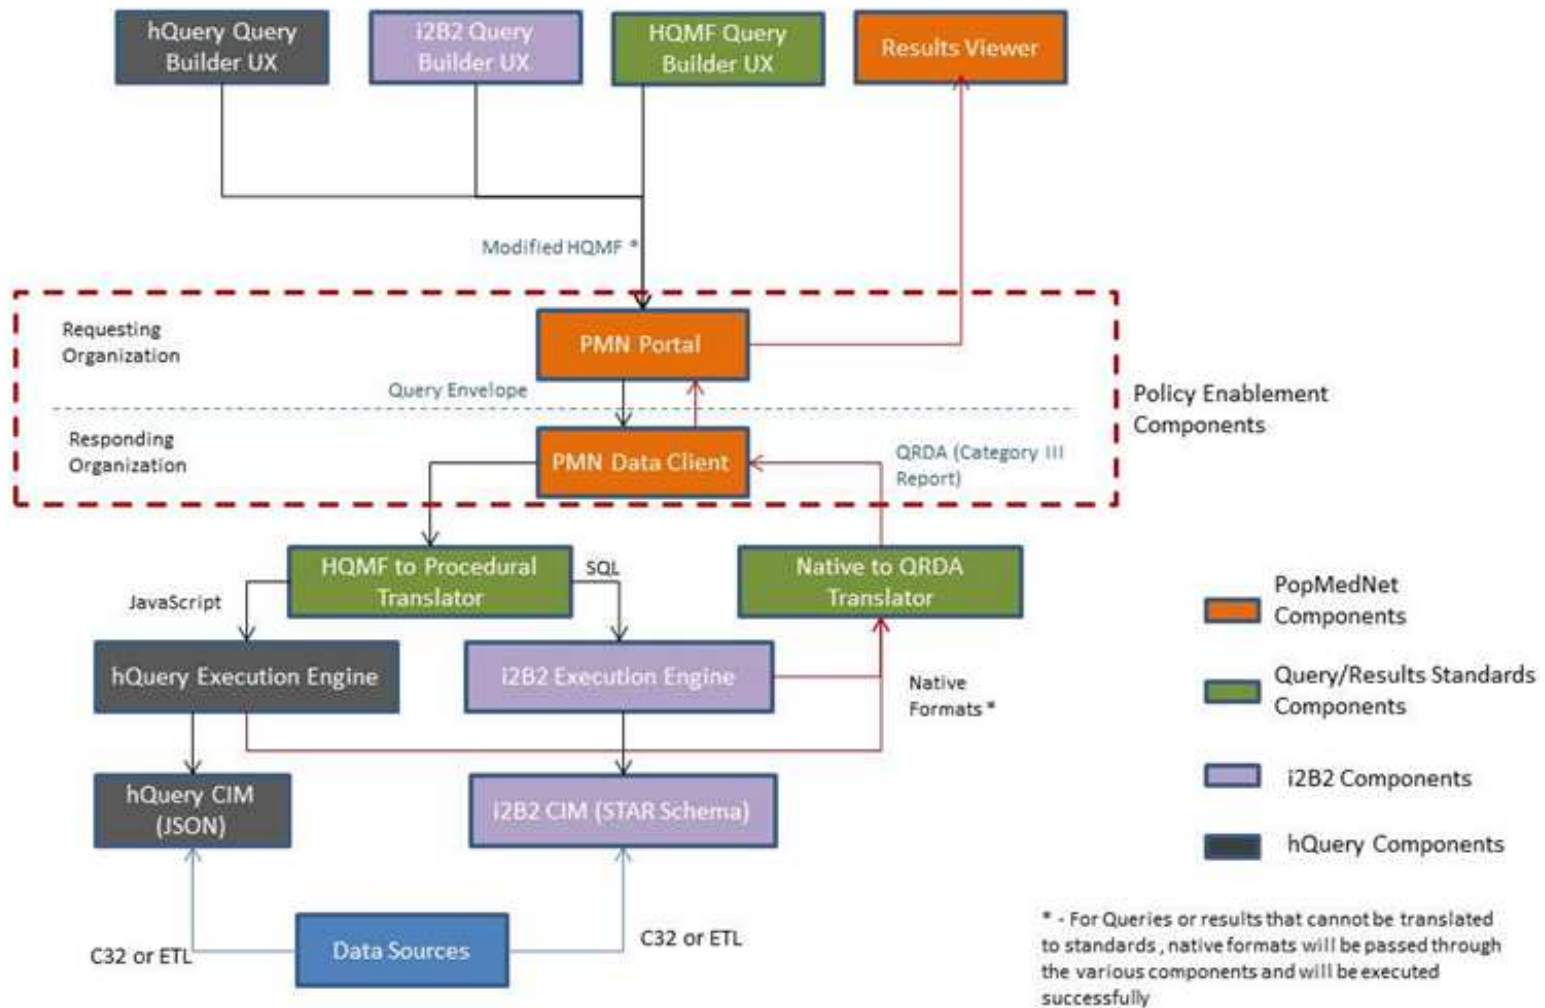 hQuery Query
Builder UX
i2B2 Query
Builder UX
HQMF Query
Builder UX
Results Viewer
Modified HQMF *
Requesting
Organization
PMN Portal
Query Envelope
Policy Enablement
Components
Responding
Organization
PMN Data Client
QRDA (Category III
Report)
HQMF to Procedural
Translator
SQL
Native to QRDA
Translator
JavaScript
hQuery Execution Engine
i2B2 Execution Engine
Native
Formats *
hQuery CIM
(JSON)
i2B2 CIM (STAR Schema)
C32 or ETL
Data Sources
C32 or ETL
PopMedNet
Components
Query/Results Standards
Components
i2B2 Components
hQuery Components
* - For Queries or results that cannot be translated
to standards , native formats will be passed through
the various components and will be executed
successfully